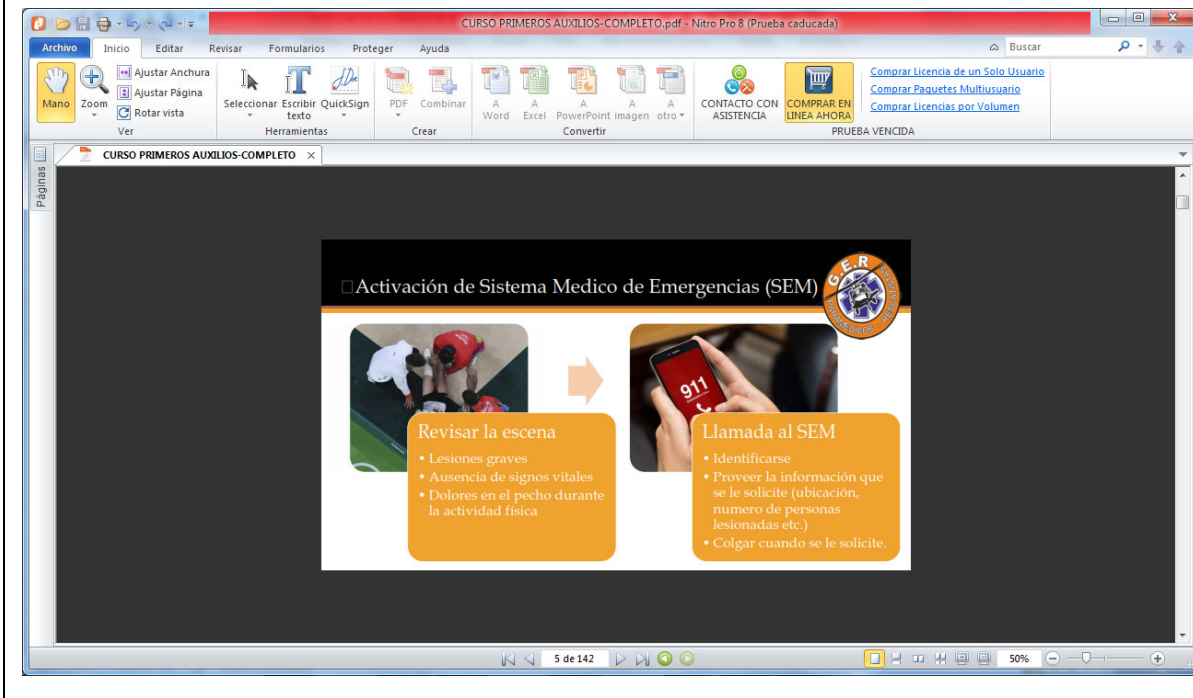 CURSO PRIMEROS AUXILIOS-COMPLETO.pdf - Nitro Pro 8 (Prueba caducada)
Archivo Inicio Editar Revisar Formularios Proteger Ayuda Buscar
Mano
Zoom
Ajustar Anchura
Ajustar Página
Rotar vista
Ver
Seleccionar
Escribir texto
QuickSign
Herramientas
PDF
Combinar
Crear
A Word
A Excel
A PowerPoint
A imagen
A otro
Convertir
CONTACTO CON
ASISTENCIA
COMPRAR EN
LINEA AHORA
Comprar Licencia de un Solo Usuario
Comprar Paquetes Multiusuario
Comprar Licencias por Volumen
PRUEBA VENCIDA
CURSO PRIMEROS AUXILIOS-COMPLETO
Páginas
Activación de Sistema Medico de Emergencias (SEM)
G.E.R
PARAMEDICOS - RESCATISTAS
911
Revisar la escena
• Lesiones graves
• Ausencia de signos vitales
• Dolores en el pecho durante
la actividad física
Llamada al SEM
• Identificarse
• Proveer la información que
se le solicite (ubicación,
numero de personas
lesionadas etc.)
• Colgar cuando se le solicite.
5 de 142
50%